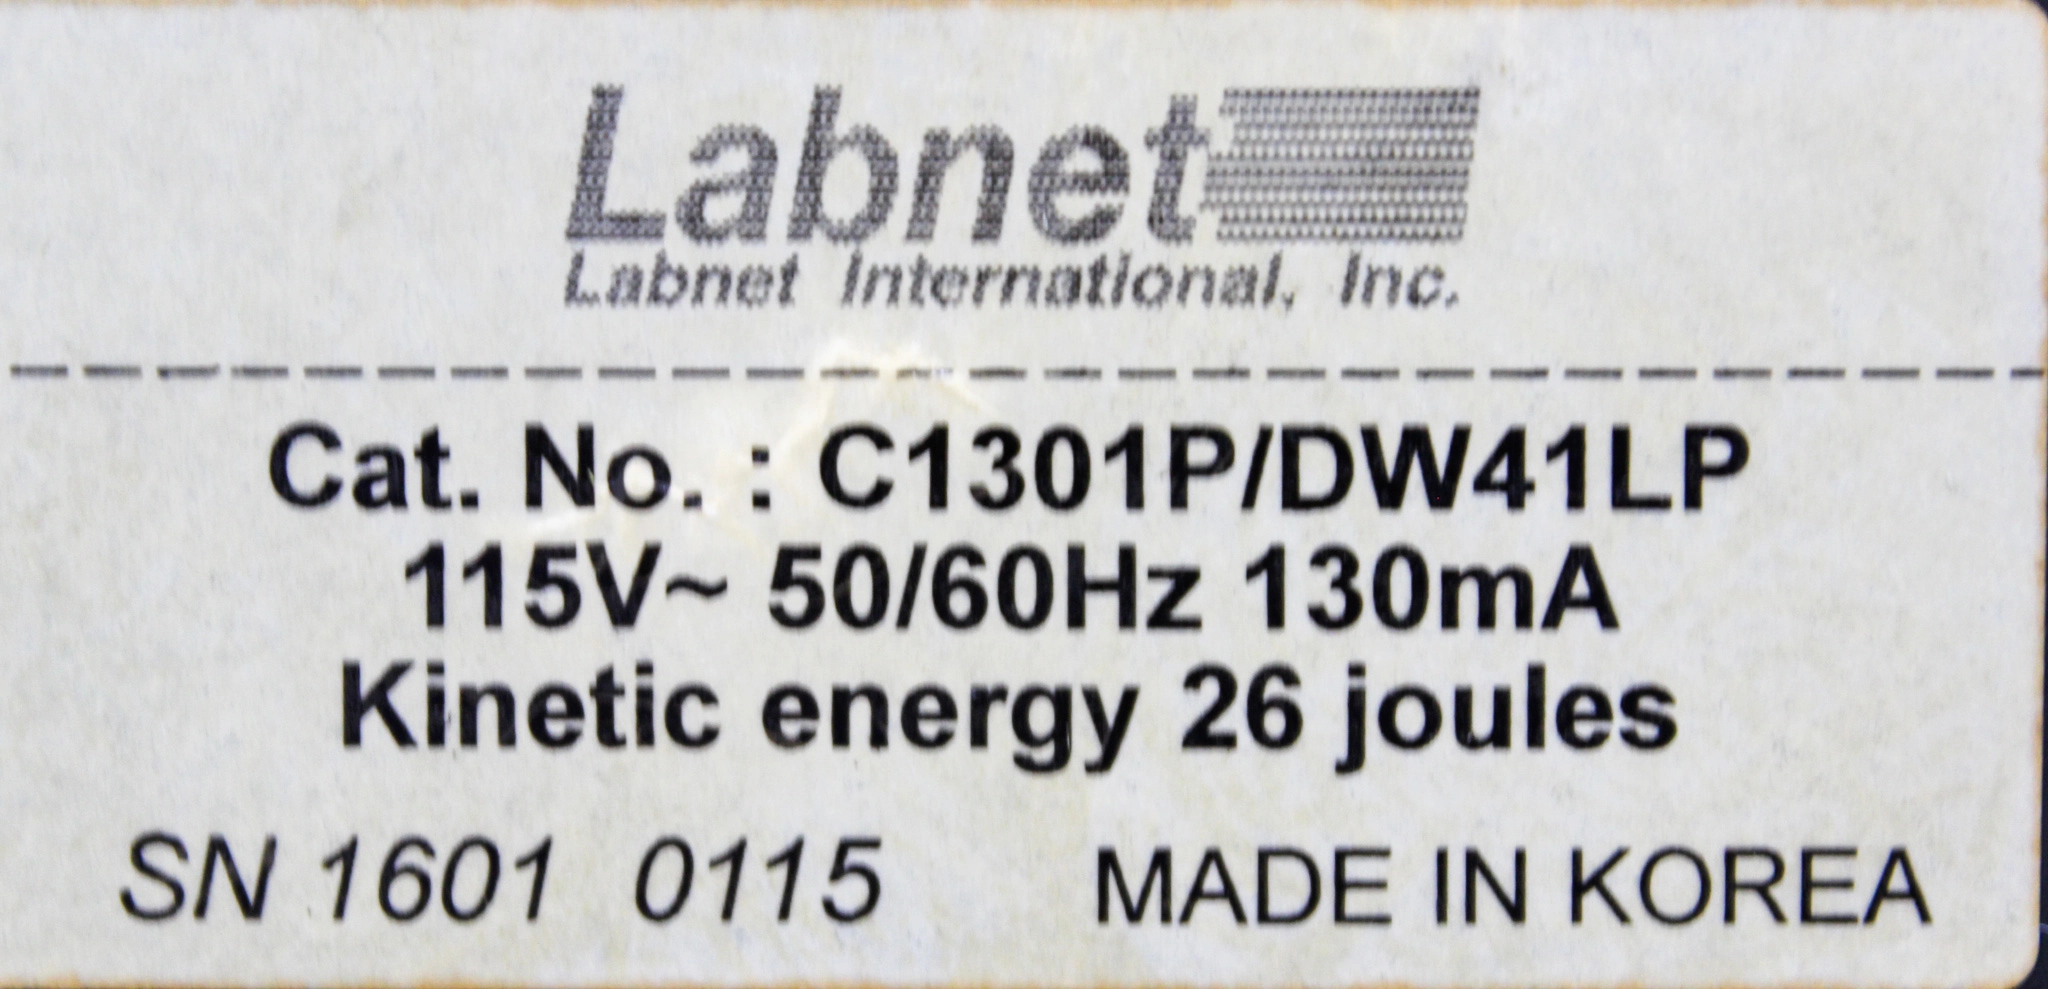 Labnet
Labnet International, Inc.
Cat. No. : C1301P/DW41LP
115V~ 50/60Hz 130mA
Kinetic energy 26 joules
SN 1601 0115 MADE IN KOREA